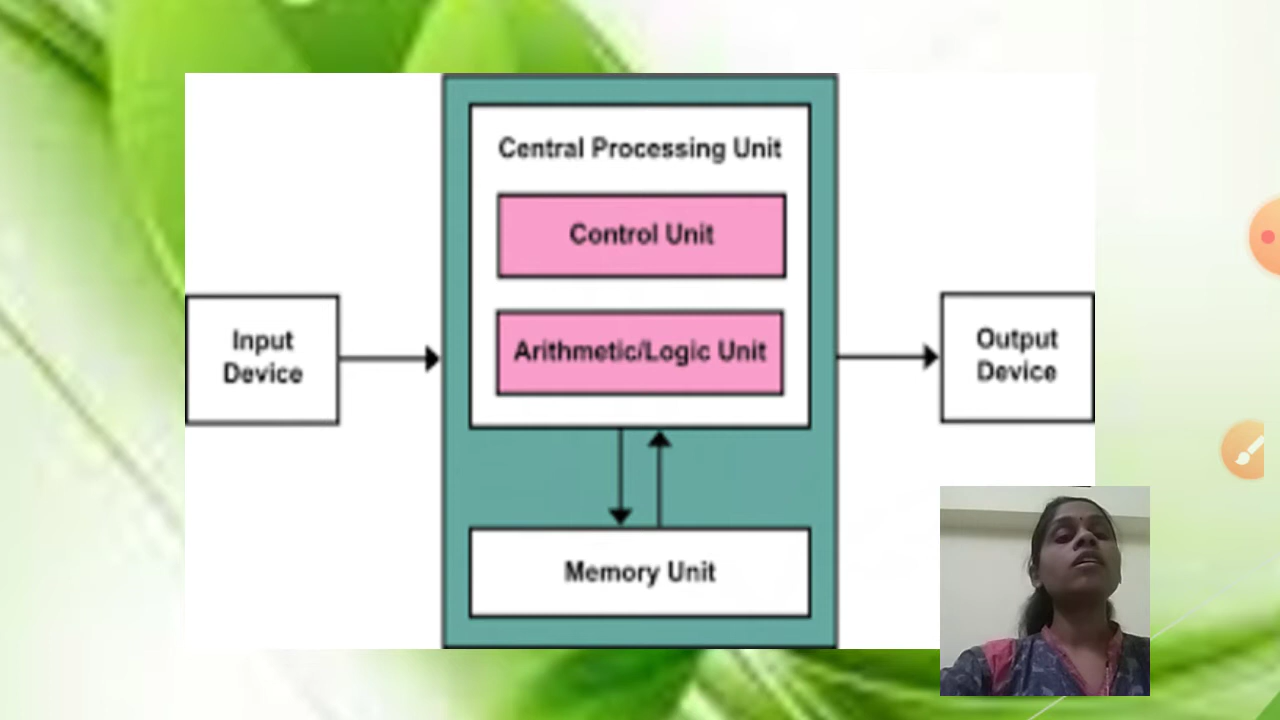 Central Processing Unit
Control Unit
Arithmetic/Logic Unit
Input
Device
Output
Device
Memory Unit